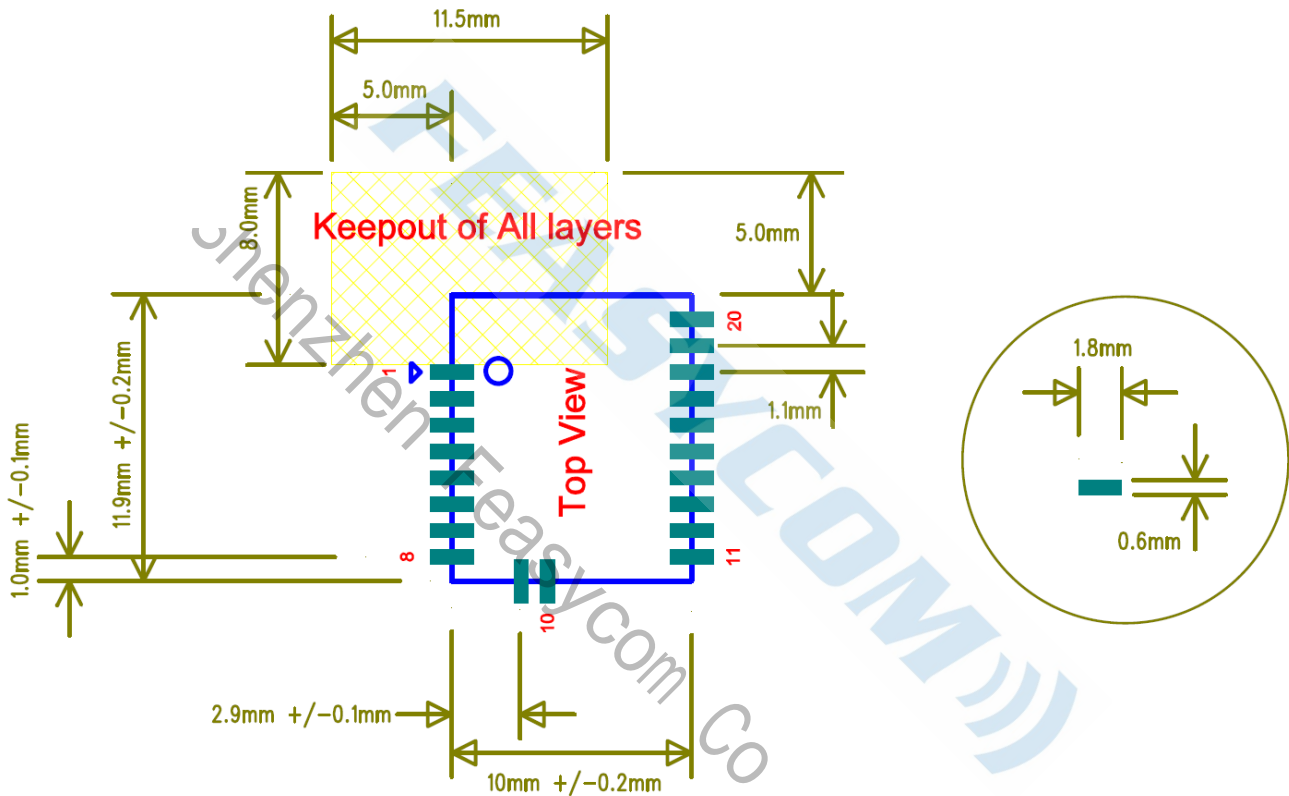 11.5mm
5.0mm
8.0mm
Keepout of All layers
5.0mm
20
1
1.1mm
1.8mm
0.6mm
11.9mm +/-0.2mm
1.0mm +/-0.1mm
Top View
8
11
10
2.9mm +/-0.1mm
10mm +/-0.2mm
Shenzhen Feasycom Co
FEASYCOM